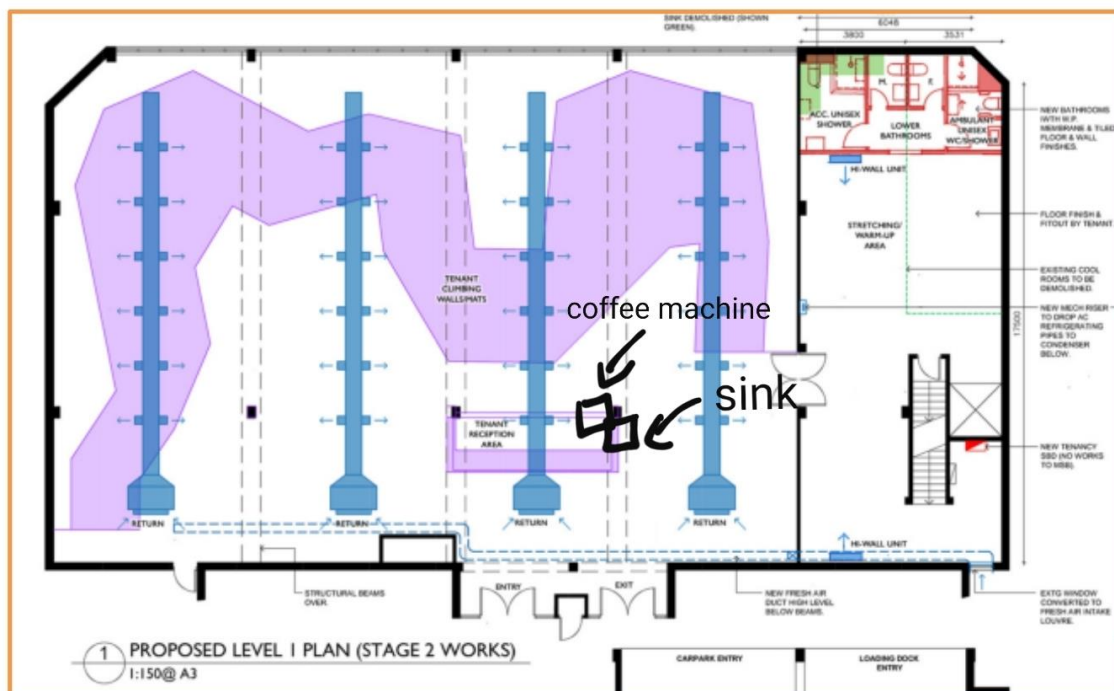 SINK DEMOLISHED (SHOWN
GREEN).
6048
3800
3531
ACC. UNISEX
SHOWER
M.
F.
LOWER
BATHROOMS
AMBULANT
UNISEX
WC/SHOWER
NEW BATHROOMS
IWTH W.P.
MEMBRANE & TILED
FLOOR & WALL
FINISHES.
HI-WALL UNIT
STRETCHING/
WARM-UP
AREA
FLOOR FINISH &
FITOUT BY TENANT.
EXISTING COOL
ROOMS TO BE
DEMOLISHED.
TENANT
CLIMBING
WALLS/MATS
coffee machine
NEW MECH RISER
TO DROP AC
REFRIGERATING
PIPES TO
CONDENSER
BELOW.
17500
sink
TENANT
RECEPTION
AREA
NEW TENANCY
SBD (NO WORKS
TO MSB).
RETURN
RETURN
RETURN
RETURN
HI-WALL UNIT
ENTRY
EXIT
STRUCTURAL BEAMS
OVER.
NEW FRESH AIR
DUCT HIGH LEVEL
BELOW BEAMS.
EXTG WINDOW
CONVERTED TO
FRESH AIR INTAKE
LOUVRE.
1 PROPOSED LEVEL 1 PLAN (STAGE 2 WORKS)
1:150@ A3
CARPARK ENTRY
LOADING DOCK
ENTRY